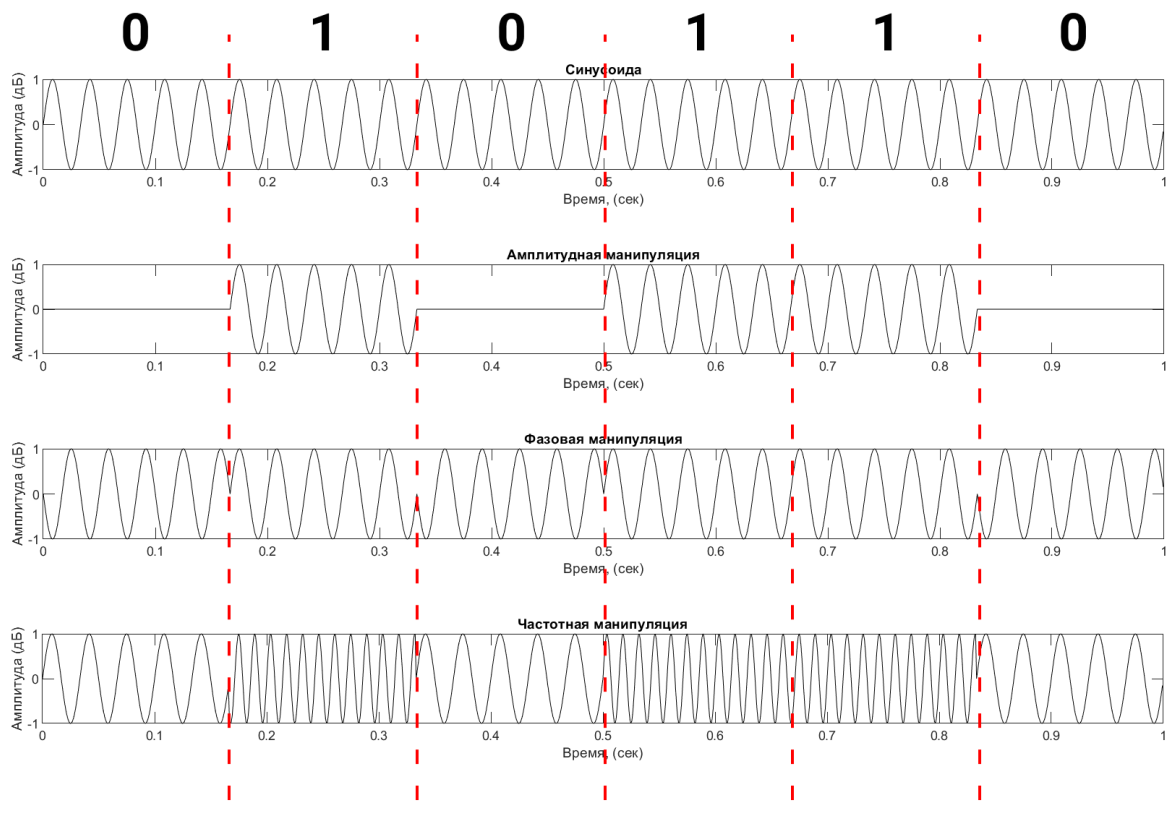 0 1 0 1 1 0
Синусоида
Амплитуда (дБ)
1
0
-1
0 0.1 0.2 0.3 0.4 0.5 0.6 0.7 0.8 0.9 1
Время, (сек)
Амплитудная манипуляция
Амплитуда (дБ)
1
0
-1
0 0.1 0.2 0.3 0.4 0.5 0.6 0.7 0.8 0.9 1
Время, (сек)
Фазовая манипуляция
Амплитуда (дБ)
1
0
-1
0 0.1 0.2 0.3 0.4 0.5 0.6 0.7 0.8 0.9 1
Время, (сек)
Частотная манипуляция
Амплитуда (дБ)
1
0
-1
0 0.1 0.2 0.3 0.4 0.5 0.6 0.7 0.8 0.9 1
Время, (сек)